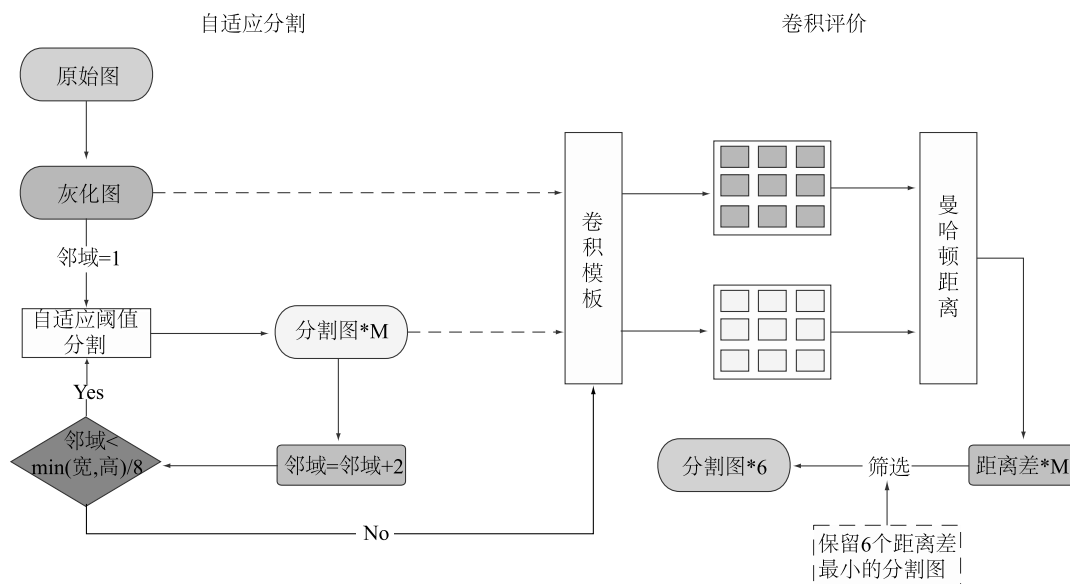 自适应分割
卷积评价
原始图
灰化图
邻域=1
自适应阈值
分割
分割图*M
Yes
邻域<
min(宽,高)/8
邻域=邻域+2
No
卷积模板
曼哈顿距离
距离差*M
筛选
分割图*6
保留6个距离差
最小的分割图